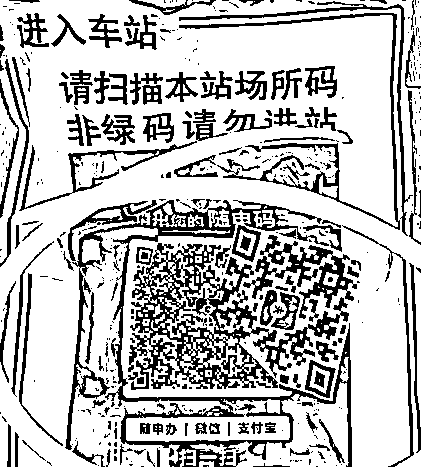 进入车站
请扫描本站场所码
非绿码请勿进站
随申码
随申办 | 微信 | 支付宝